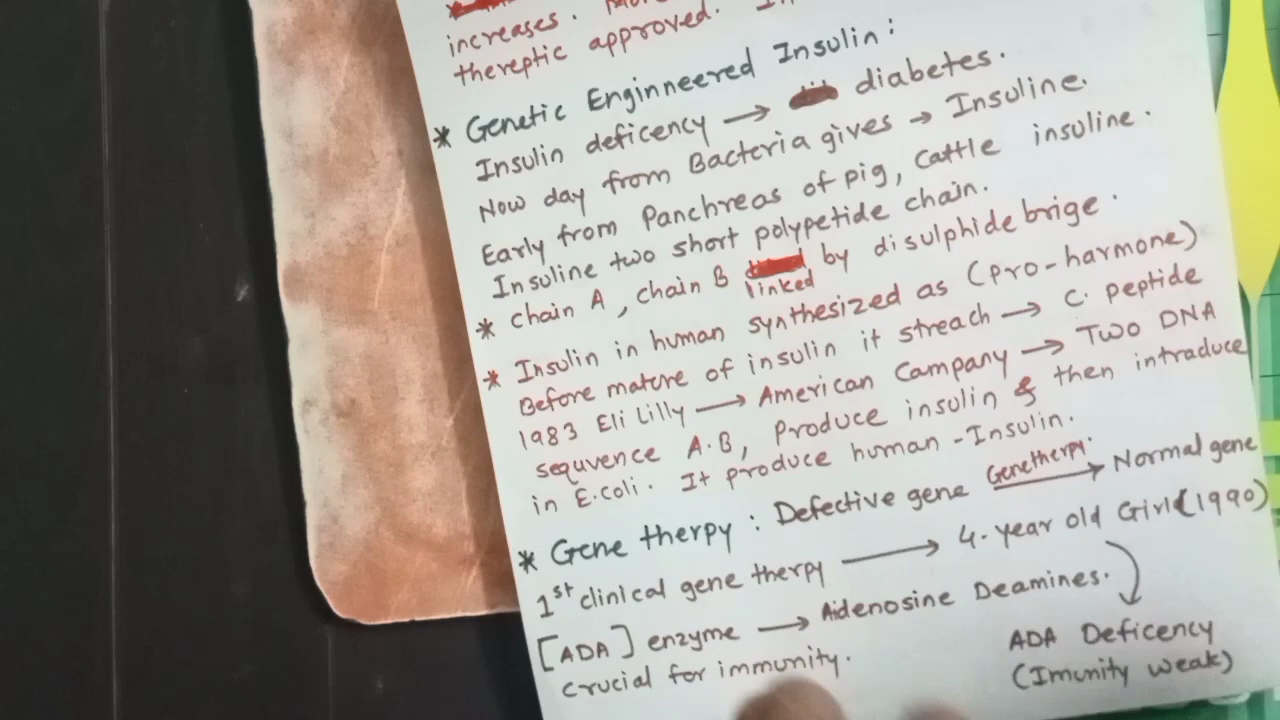 increases.
thereptic approved.
* Genetic Enginneered Insulin:
Insulin deficency → diabetes.
Now day from Bacteria gives → Insuline.
Early from Panchreas of pig, cattle insuline.
Insuline two short polypetide chain.
* chain A, chain B linked by disulphide brige.
* Insulin in human synthesized as (pro-harmone)
Before mature of insulin it streach → C. peptide
1983 Eli Lilly → American Campany → Two DNA
sequvence A.B, Produce insulin & then intraduce
in E.coli. It produce human-Insulin.
* Gene therpy: Defective gene Genetherpy. → Normal gene
1st clinical gene therpy → 4-year old Girl (1990)
[ADA] enzyme → Aidenosine Deamines.
crucial for immunity.
ADA Deficency
(Imunity weak)